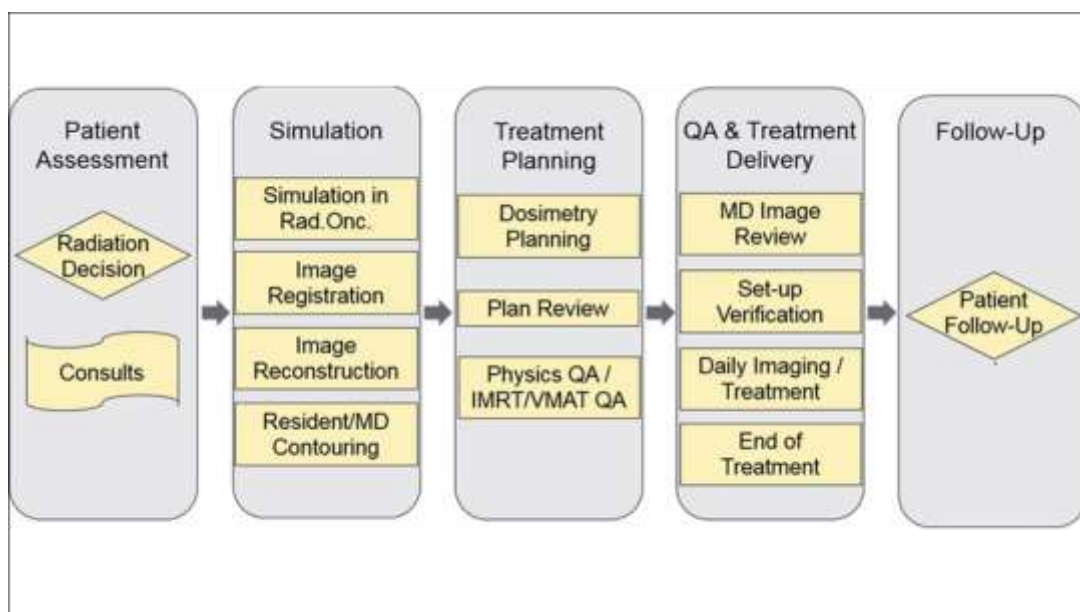 Patient
Assessment
Radiation
Decision
Consults
Simulation
Simulation in
Rad.Onc.
Image
Registration
Image
Reconstruction
Resident/MD
Contouring
Treatment
Planning
Dosimetry
Planning
Plan Review
Physics QA /
IMRT/VMAT QA
QA & Treatment
Delivery
MD Image
Review
Set-up
Verification
Daily Imaging /
Treatment
End of
Treatment
Follow-Up
Patient
Follow-Up